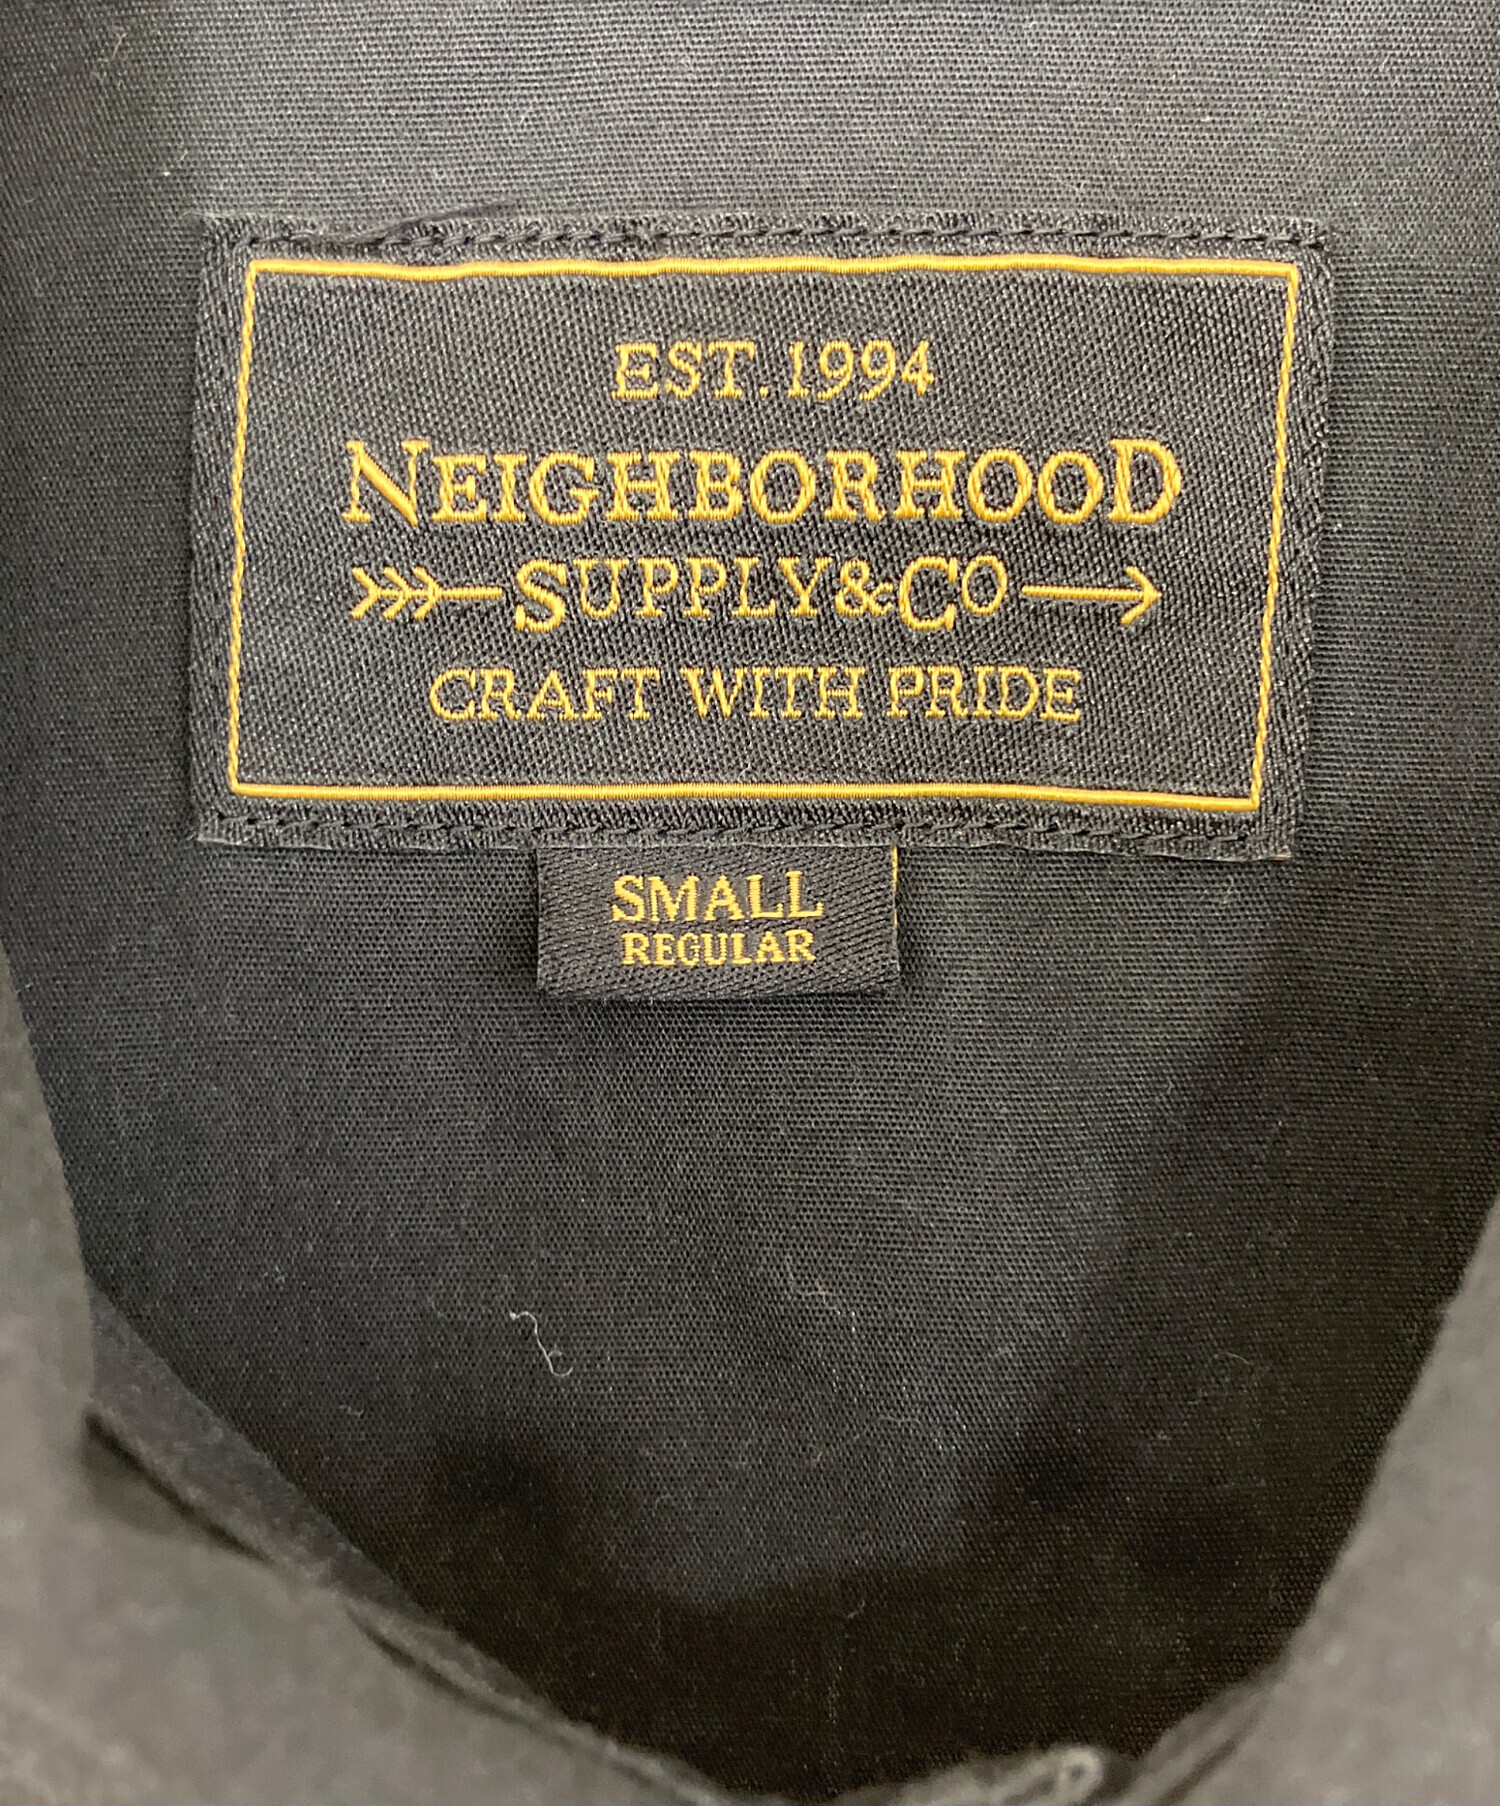 EST. 1994
NEIGHBORHOOD
SUPPLY&CO
CRAFT WITH PRIDE
SMALL
REGULAR